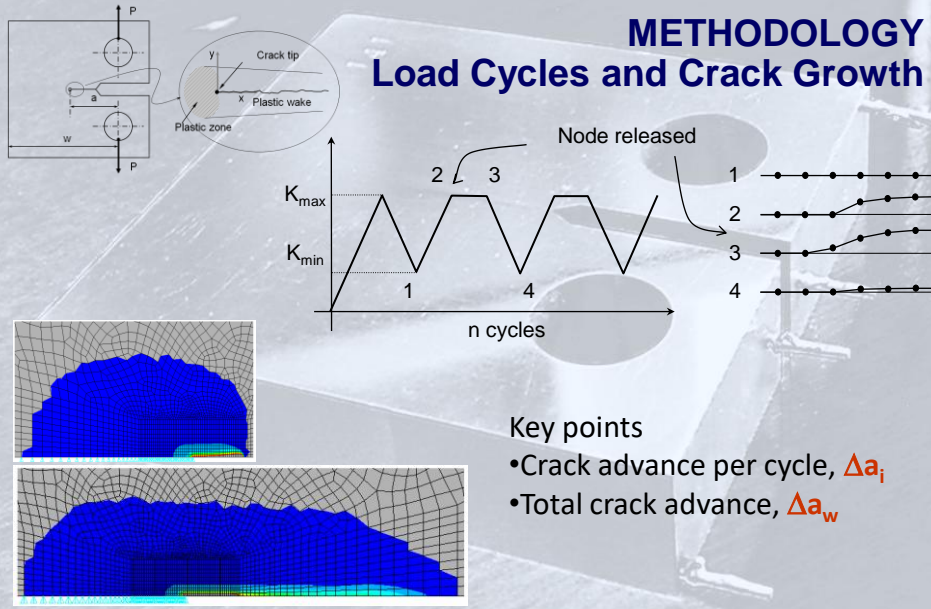 METHODOLOGY
Load Cycles and Crack Growth
P
a
w
P
y
Crack tip
x
Plastic wake
Plastic zone
Node released
2 3
Kmax
Kmin
1 4
n cycles
1
2
3
4
Key points
•Crack advance per cycle, Δai
•Total crack advance, Δaw